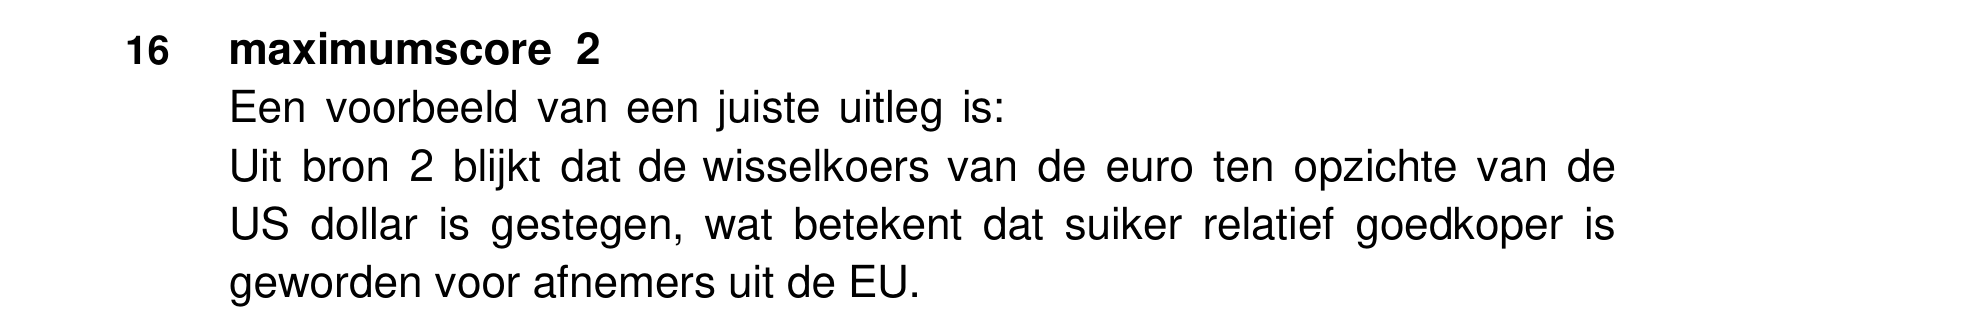 16 maximumscore 2
Een voorbeeld van een juiste uitleg is:
Uit bron 2 blijkt dat de wisselkoers van de euro ten opzichte van de
US dollar is gestegen, wat betekent dat suiker relatief goedkoper is
geworden voor afnemers uit de EU.